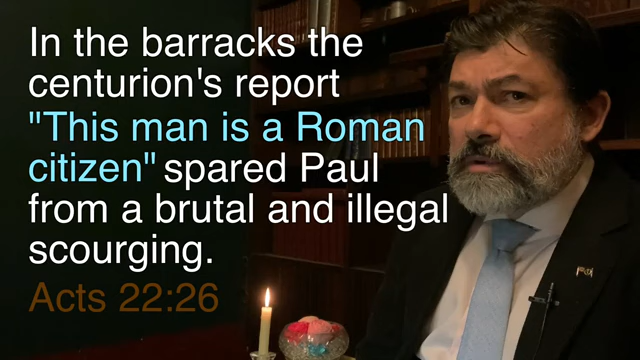 In the barracks the
centurion's report
"This man is a Roman
citizen" spared Paul
from a brutal and illegal
scourging.
Acts 22:26